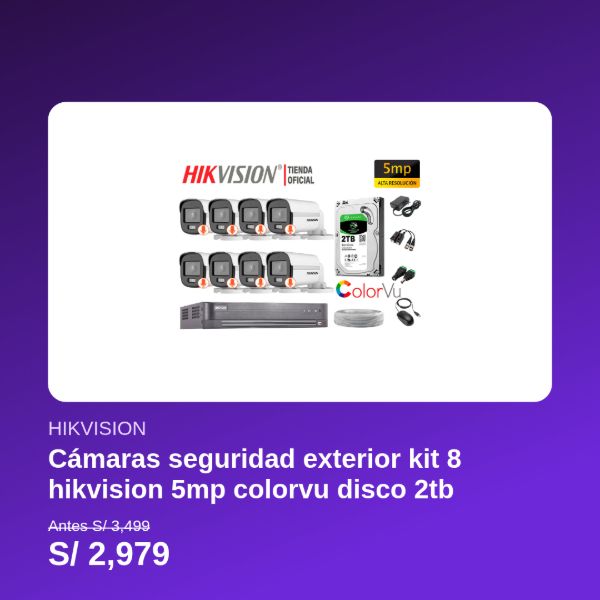 HIKVISION® TIENDA OFICIAL
5mp
ALTA RESOLUCIÓN
2TB
ColorVu
HIKVISION
Cámaras seguridad exterior kit 8
hikvision 5mp colorvu disco 2tb
Antes S/ 3,499
S/ 2,979